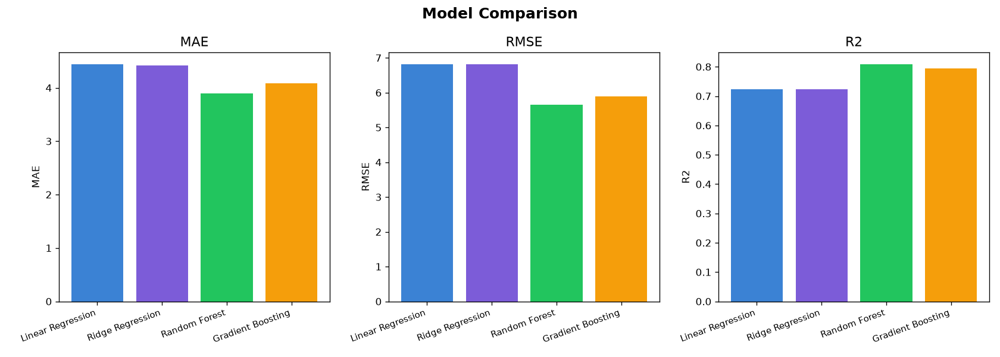 Model Comparison
MAE
MAE
4
3
2
1
0
Linear Regression
Ridge Regression
Random Forest
Gradient Boosting
RMSE
RMSE
7
6
5
4
3
2
1
0
Linear Regression
Ridge Regression
Random Forest
Gradient Boosting
R2
R2
0.8
0.7
0.6
0.5
0.4
0.3
0.2
0.1
0.0
Linear Regression
Ridge Regression
Random Forest
Gradient Boosting